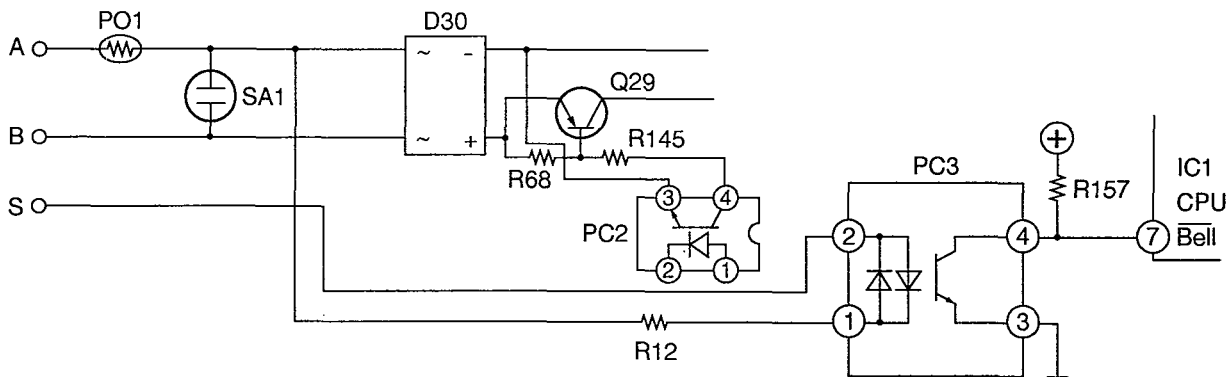 PO1
D30
A
~
-
Q29
SA1
B
~
+
R145
R68
PC3
+
IC1
R157
CPU
S
3
4
PC2
2
4
7
Bell
2
1
1
3
R12